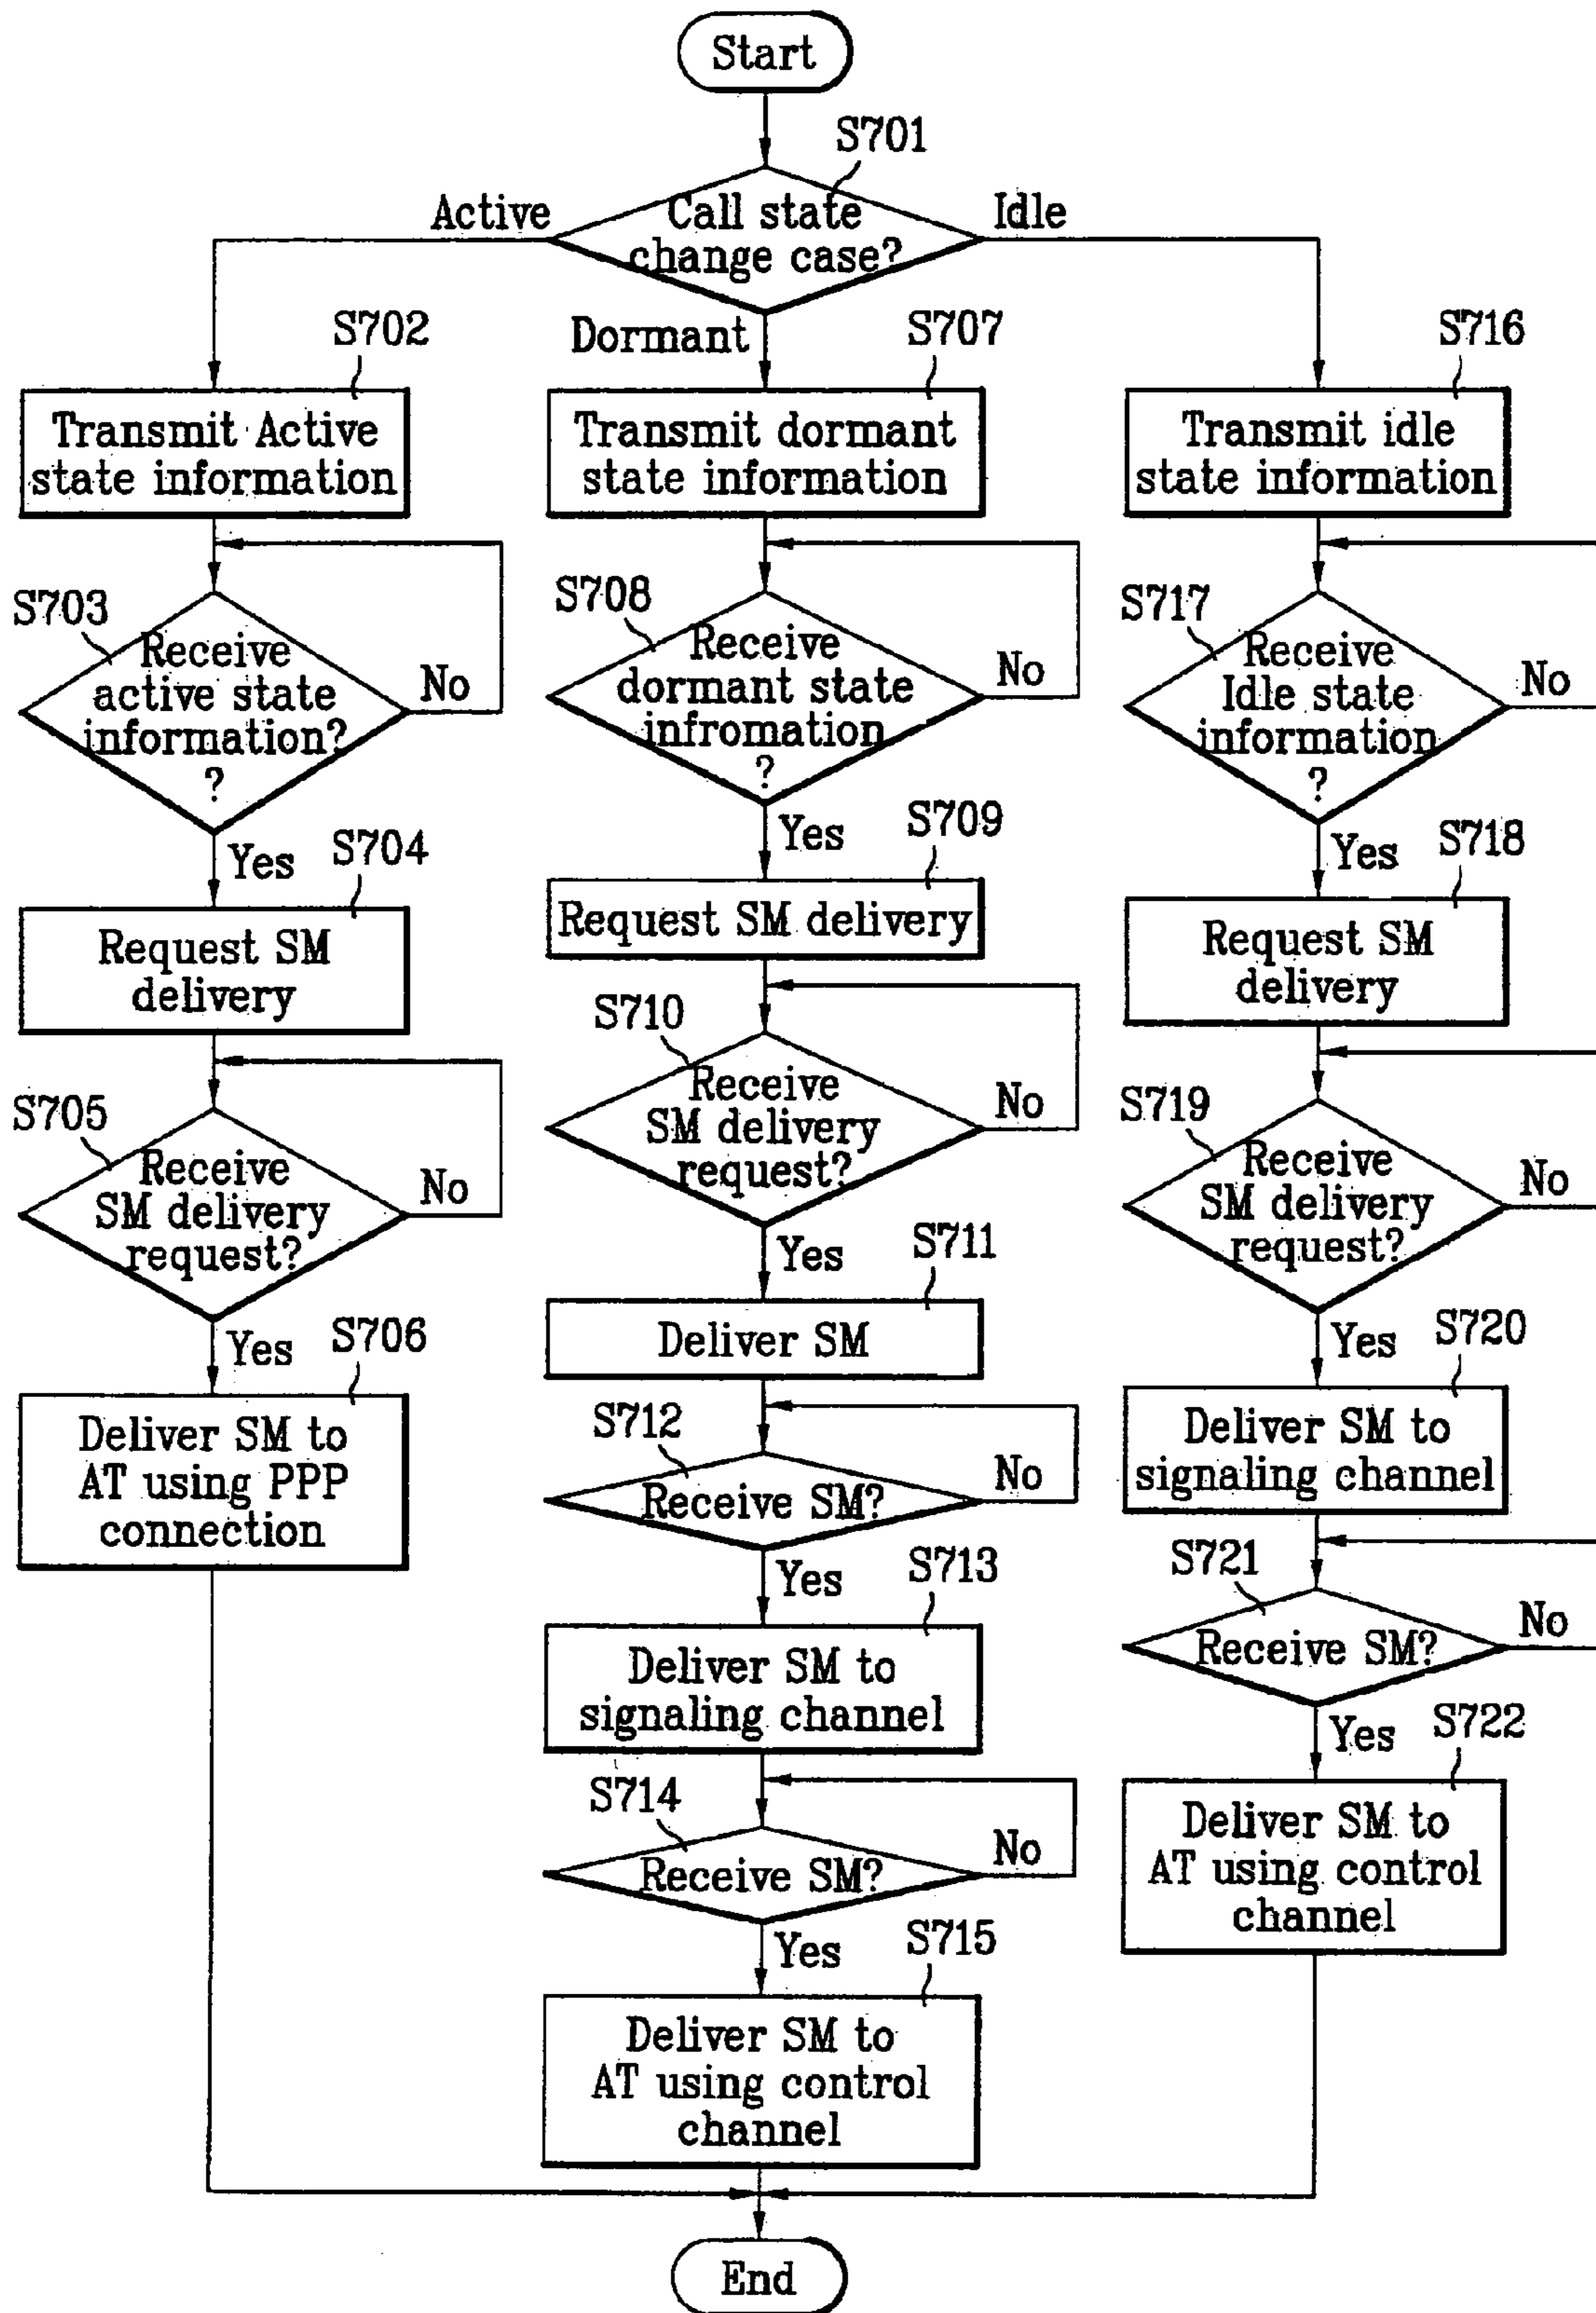 Start
S701
Call state
change case?
Active
Idle
Dormant
S702
Transmit Active
state information
S703
Receive
active state
information?
?
No
Yes
S704
Request SM
delivery
S705
Receive
SM delivery
request?
No
Yes
S706
Deliver SM to
AT using PPP
connection
S707
Transmit dormant
state information
S708
Receive
dormant state
infromation
?
No
Yes
S709
Request SM delivery
S710
Receive
SM delivery
request?
No
Yes
S711
Deliver SM
S712
Receive SM?
No
Yes
S713
Deliver SM to
signaling channel
S714
Receive SM?
No
Yes
S715
Deliver SM to
AT using control
channel
S716
Transmit idle
state information
S717
Receive
Idle state
information
?
No
Yes
S718
Request SM
delivery
S719
Receive
SM delivery
request?
No
Yes
S720
Deliver SM to
signaling channel
S721
Receive SM?
No
Yes
S722
Deliver SM to
AT using control
channel
End